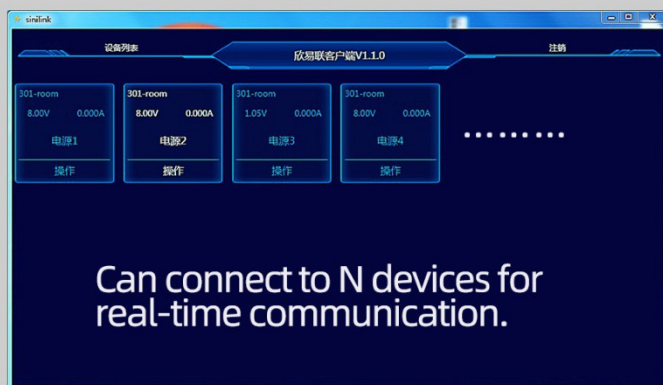 sinilink
设备列表
欣易联客户端V1.1.0
注销
301-room
8.00V 0.000A
电源1
操作
301-room
8.00V 0.000A
电源2
操作
301-room
1.05V 0.000A
电源3
操作
301-room
8.00V 0.000A
电源4
操作
………
Can connect to N devices for
real-time communication.